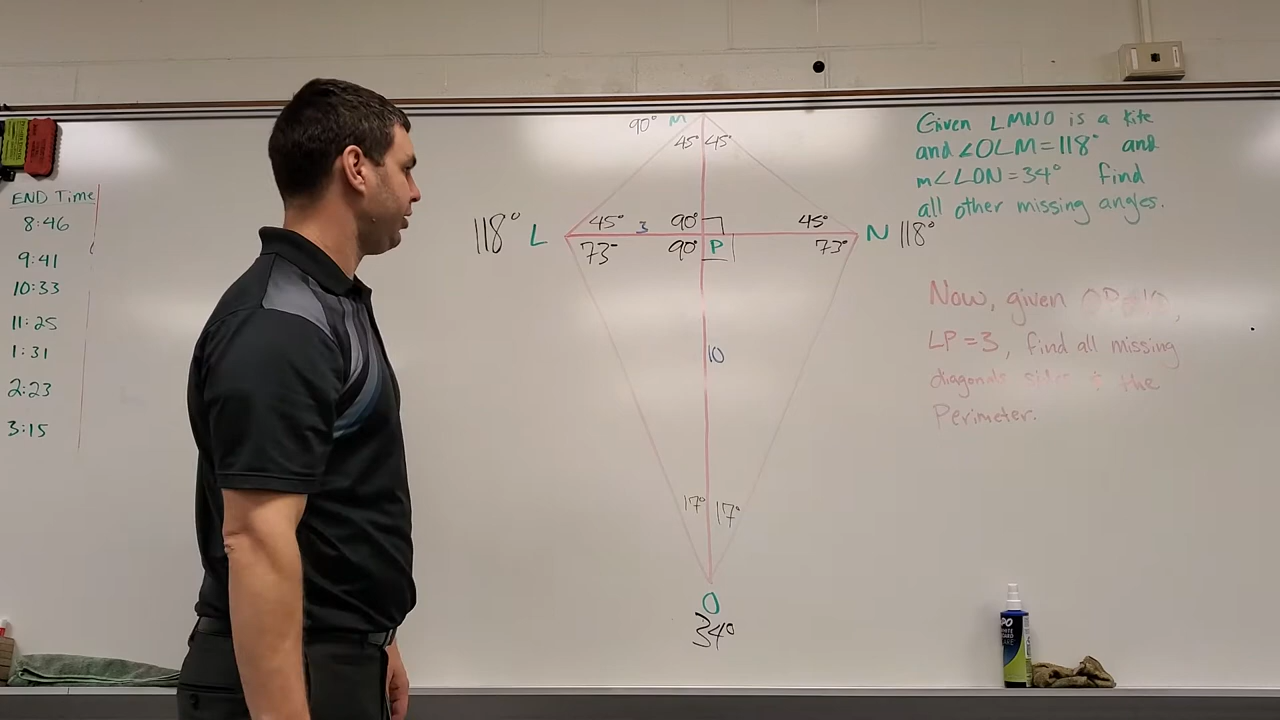 END Time
8:46
9:41
10:33
11:25
1:31
2:23
3:15
90° M
45° 45°
118° L 45° 3 90° 45° N 118°
73° 90° P 73°
10
17° 17°
O
34°
Given LMNO is a kite
and ∠OLM=118° and
m∠LON=34° find
all other missing angles.
Now, given OP=10,
LP=3, find all missing
diagonals sides & the
Perimeter.
EXPO